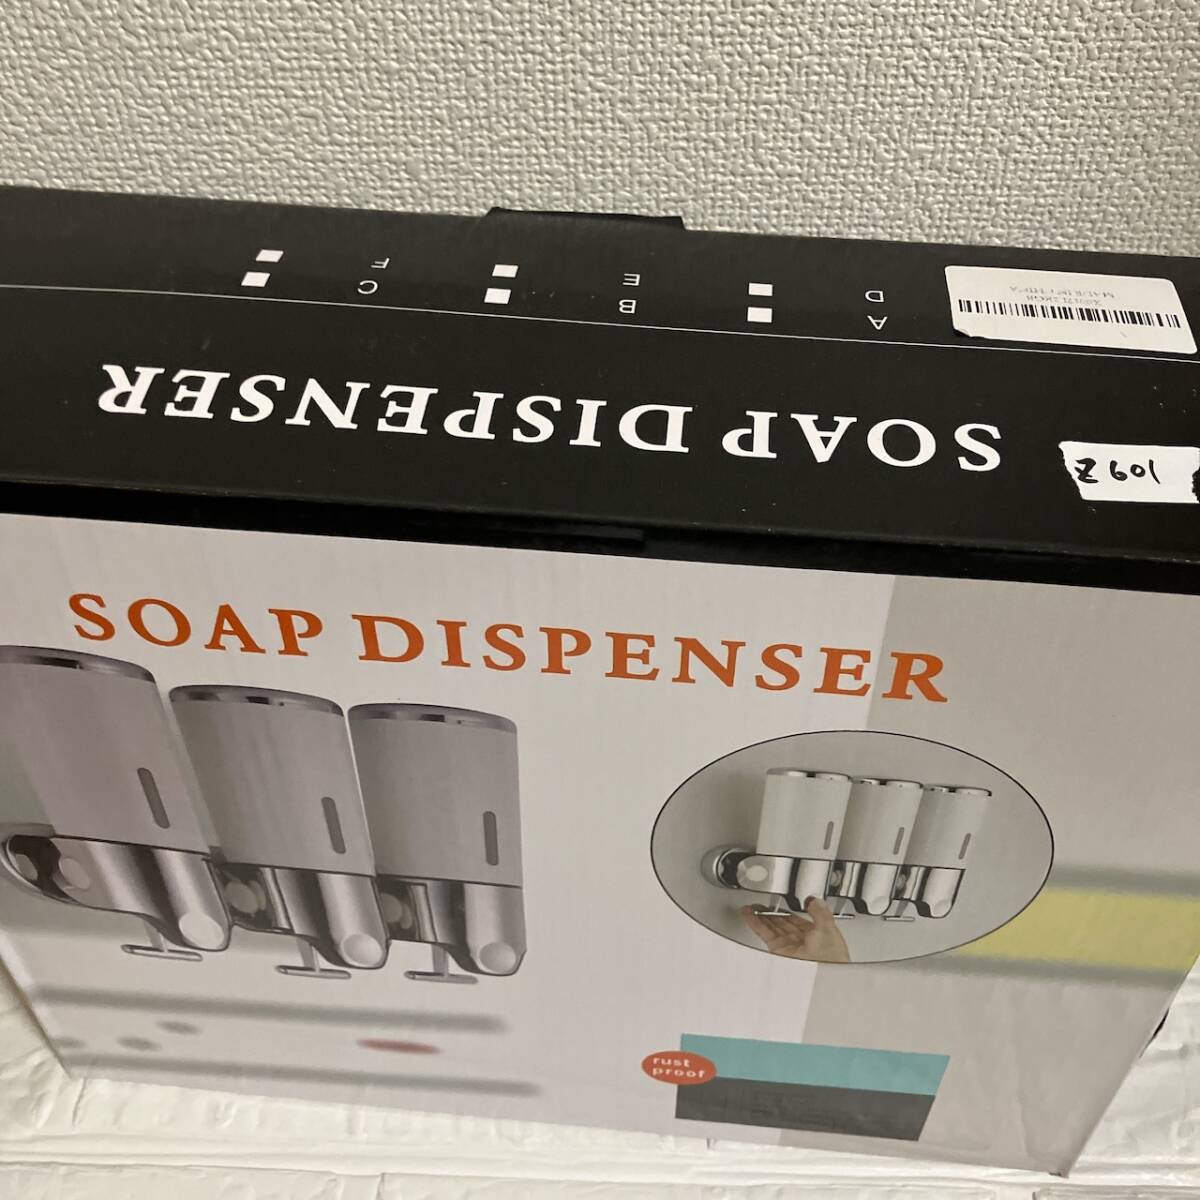 A
B
C
D
E
F
SOAP DISPENSER
Z601
SOAP DISPENSER
rust
proof